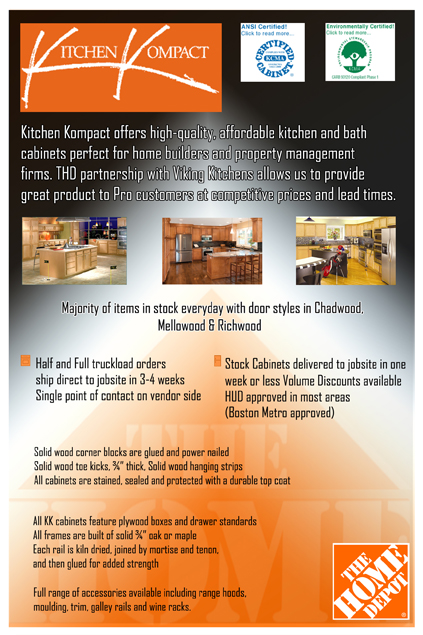 ANSI Certified!
Click to read more...
Environmentally Certified!
Click to read more...
KITCHEN KOMPACT
CERTIFIED
KCMA
CABINET
Kitchen Kompact offers high-quality, affordable kitchen and bath
cabinets perfect for home builders and property management
firms. THD partnership with Viking Kitchens allows us to provide
great product to Pro customers at competitive prices and lead times.
Majority of items in stock everyday with door styles in Chadwood,
Mellowood & Richwood
Half and Full truckload orders
ship direct to jobsite in 3-4 weeks
Single point of contact on vendor side
Stock Cabinets delivered to jobsite in one
week or less Volume Discounts available
HUD approved in most areas
(Boston Metro approved)
Solid wood corner blocks are glued and power nailed
Solid wood toe kicks, ¾" thick, Solid wood hanging strips
All cabinets are stained, sealed and protected with a durable top coat
All KK cabinets feature plywood boxes and drawer standards
All frames are built of solid ¾" oak or maple
Each rail is kiln dried, joined by mortise and tenon,
and then glued for added strength
Full range of accessories available including range hoods,
moulding, trim, galley rails and wine racks.
THE
HOME
DEPOT
THE
HOME